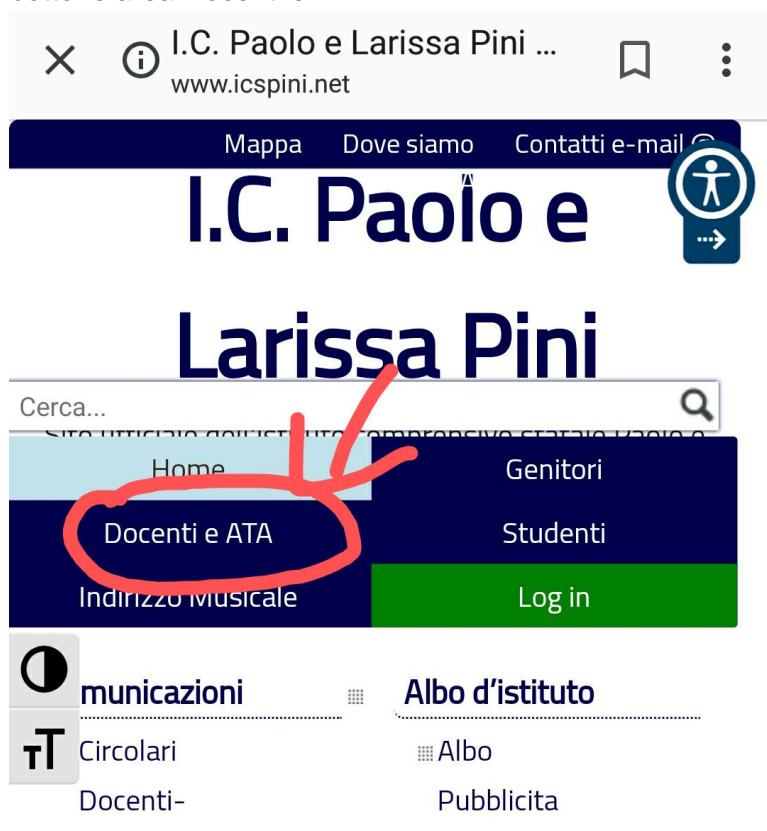 I.C. Paolo e Larissa Pini ...
www.icspini.net
Mappa Dove siamo Contatti e-mail
I.C. Paolo e
Larissa Pini
Cerca...
Home Genitori
Docenti e ATA Studenti
Indirizzo Musicale Log in
municazioni Albo d'istituto
Circolari Albo
Docenti- Pubblicita